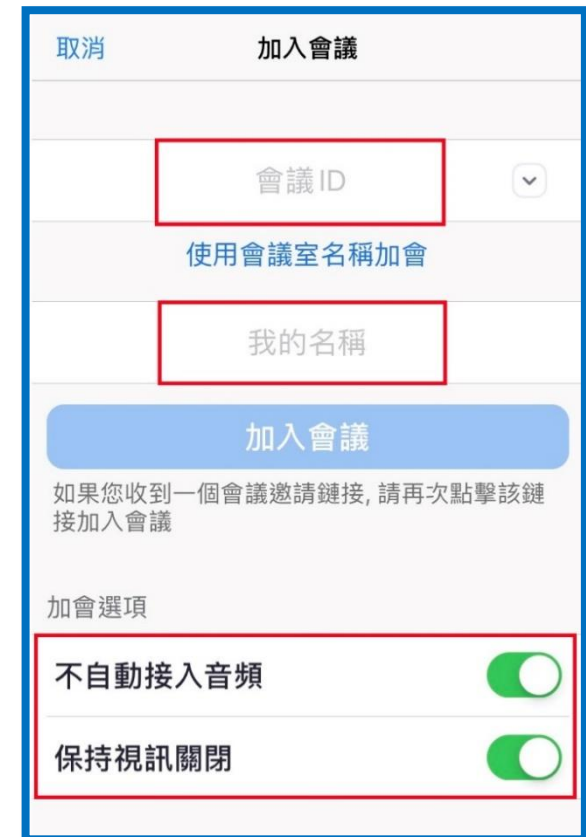 取消 加入會議
會議 ID
使用會議室名稱加會
我的名稱
加入會議
如果您收到一個會議邀請鏈接, 請再次點擊該鏈
接加入會議
加會選項
不自動接入音頻
保持視訊關閉